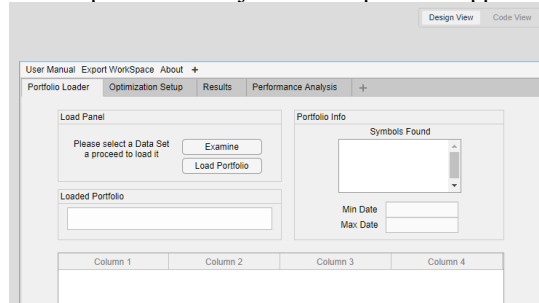 Design View Code View
User Manual Export WorkSpace About +
Portfolio Loader Optimization Setup Results Performance Analysis +
Load Panel
Please select a Data Set
a proceed to load it
Examine
Load Portfolio
Loaded Portfolio
Portfolio Info
Symbols Found
Min Date
Max Date
Column 1 Column 2 Column 3 Column 4